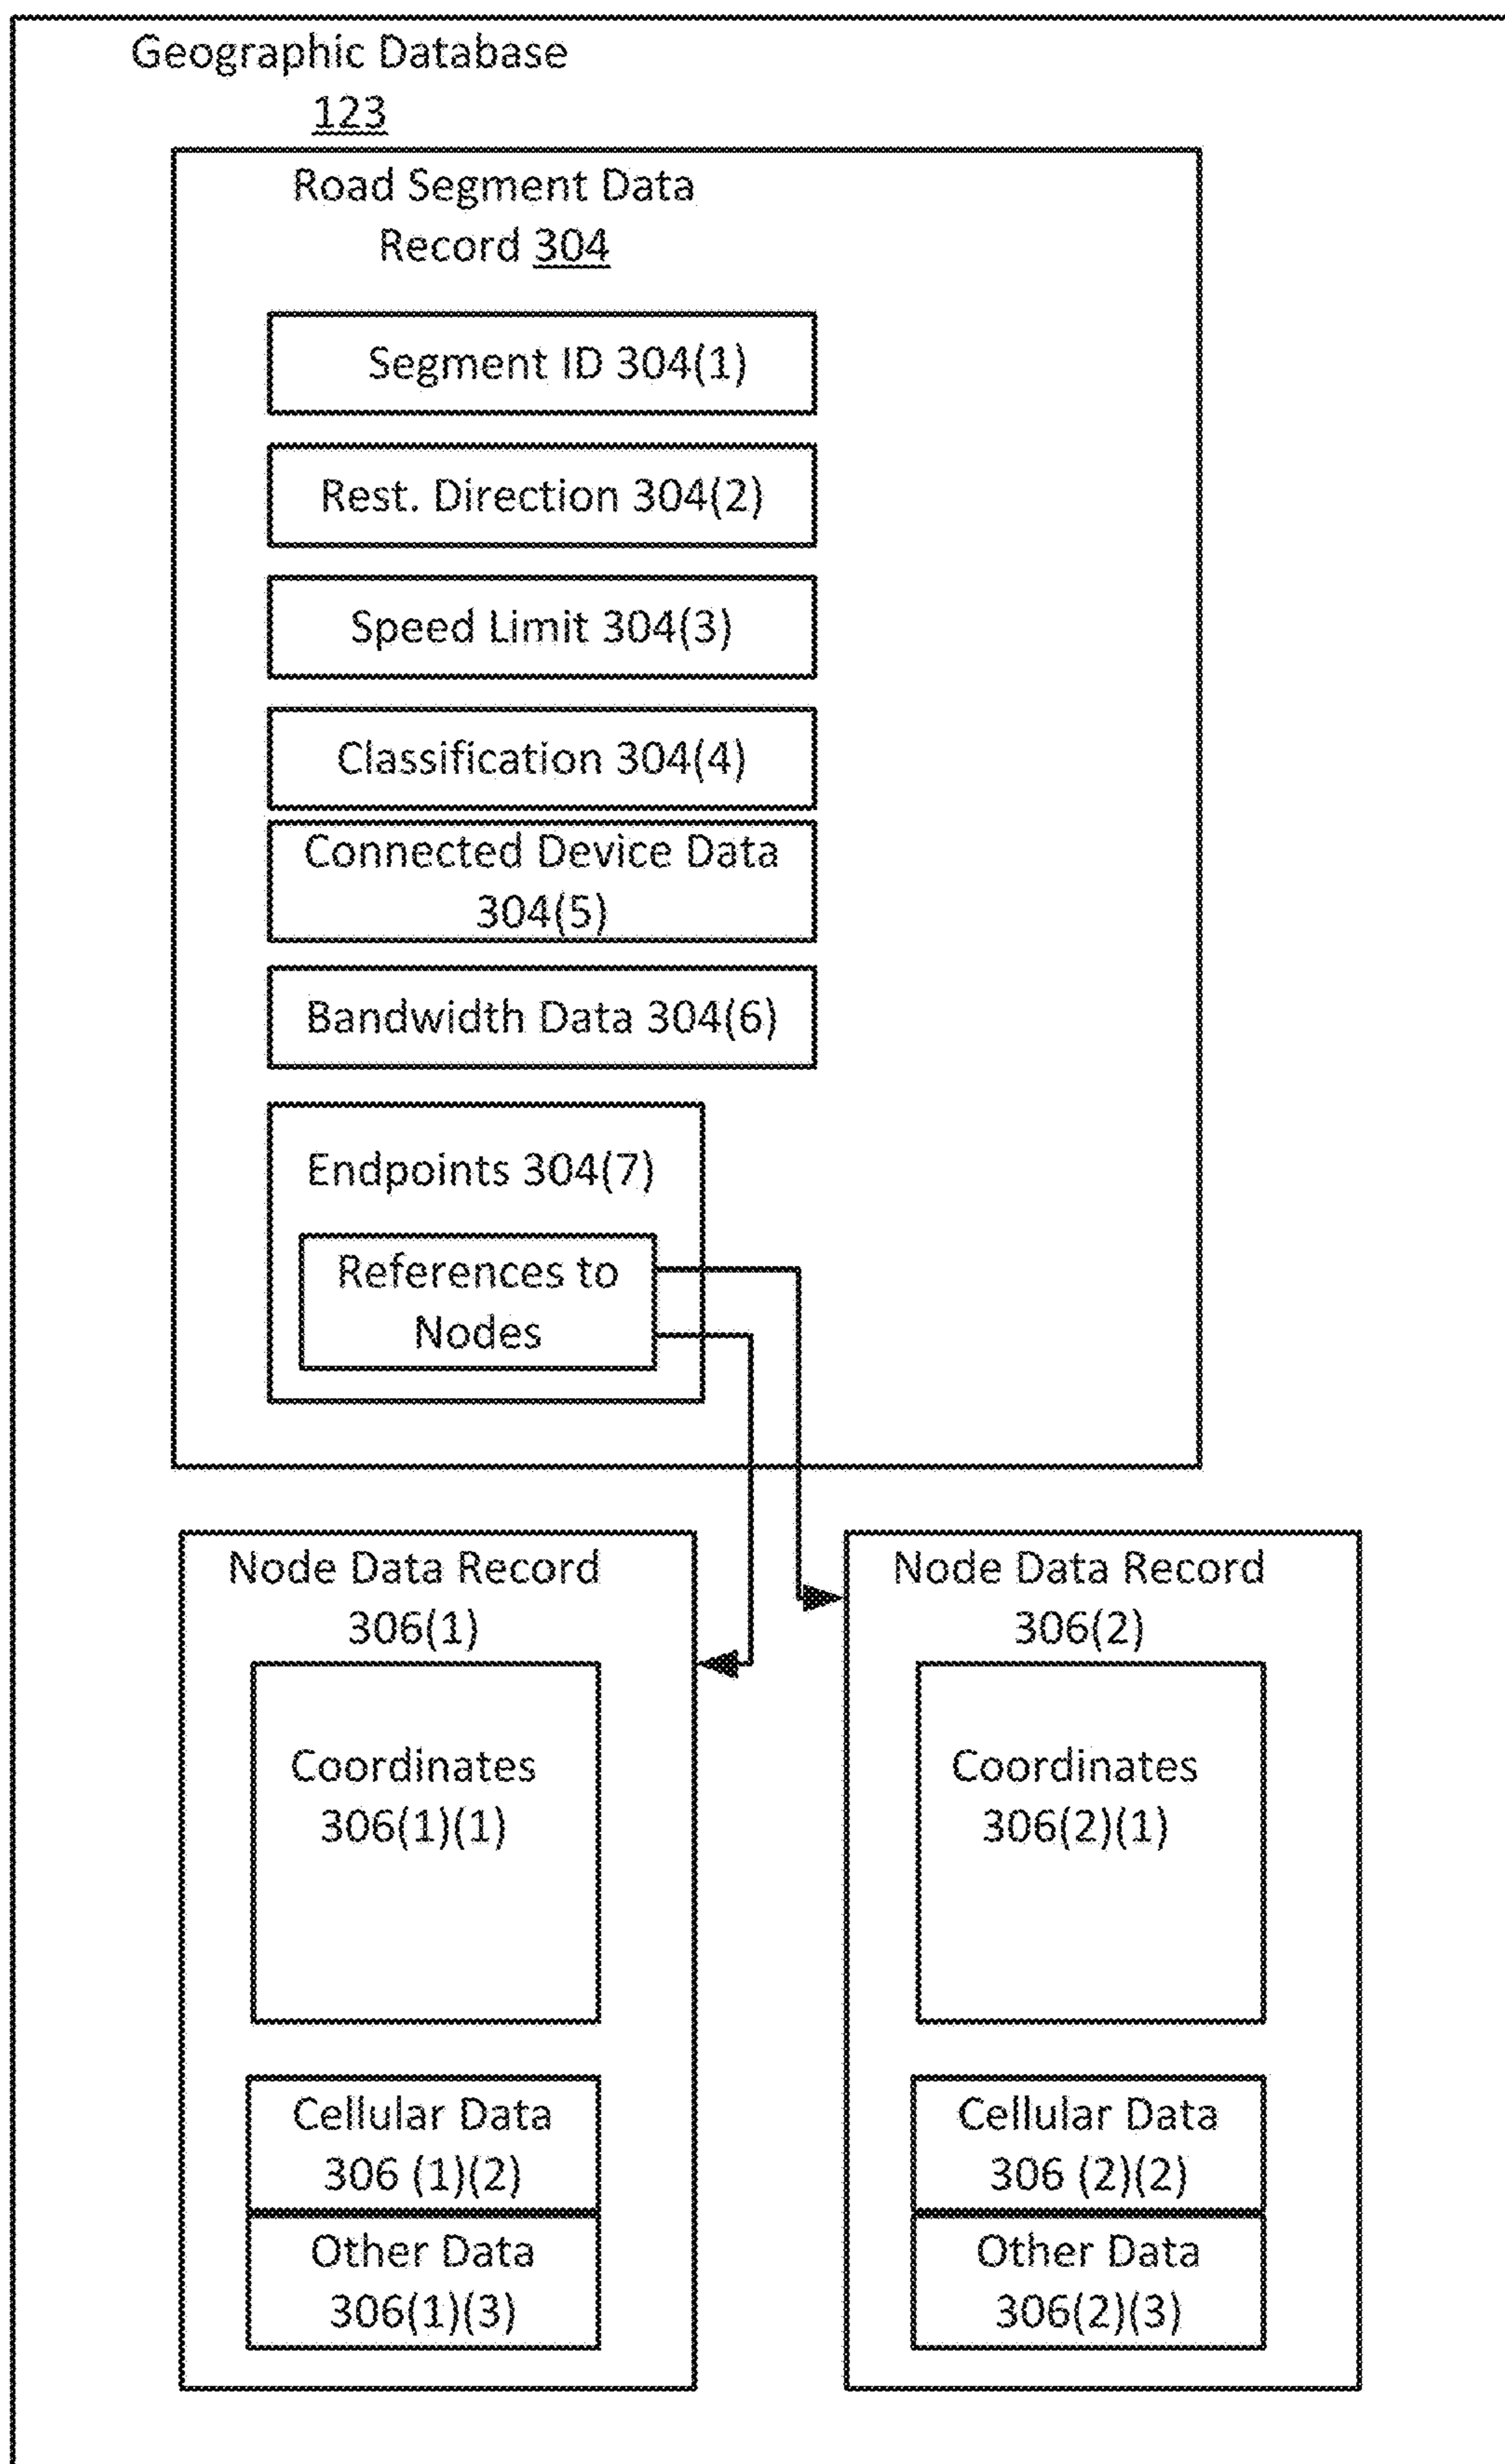 Geographic Database
123
Road Segment Data
Record 304
Segment ID 304(1)
Rest. Direction 304(2)
Speed Limit 304(3)
Classification 304(4)
Connected Device Data
304(5)
Bandwidth Data 304(6)
Endpoints 304(7)
References to
Nodes
Node Data Record
306(1)
Coordinates
306(1)(1)
Cellular Data
306 (1)(2)
Other Data
306(1)(3)
Node Data Record
306(2)
Coordinates
306(2)(1)
Cellular Data
306 (2)(2)
Other Data
306(2)(3)